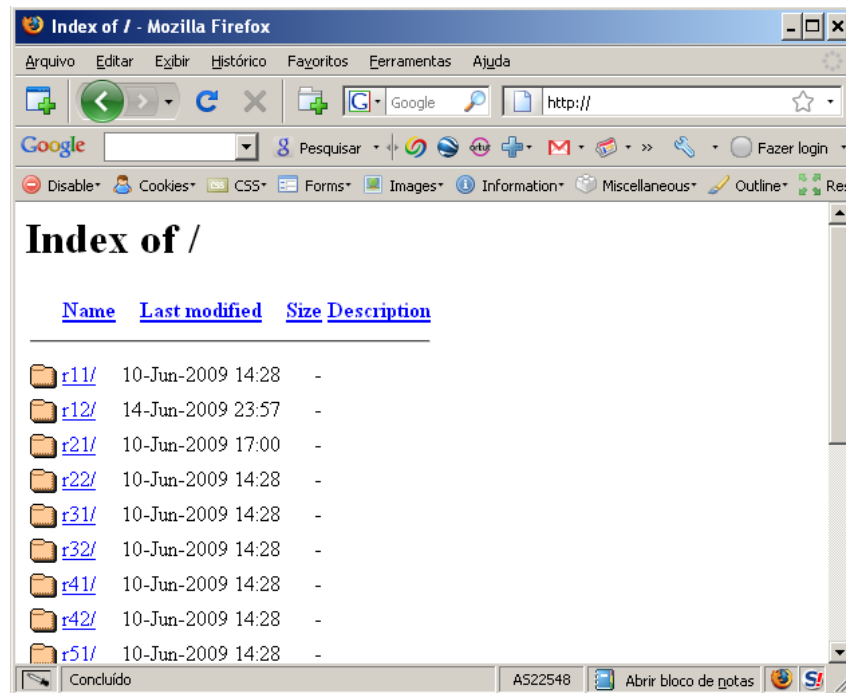 Index of / - Mozilla Firefox
Arquivo Editar Exibir Histórico Favoritos Ferramentas Ajuda
G Google http://
Google Pesquisar ortut M » Fazer login
Disable Cookies CSS Forms Images Information Miscellaneous Outline Res
Index of /
Name Last modified Size Description
r11/ 10-Jun-2009 14:28 -
r12/ 14-Jun-2009 23:57 -
r21/ 10-Jun-2009 17:00 -
r22/ 10-Jun-2009 14:28 -
r31/ 10-Jun-2009 14:28 -
r32/ 10-Jun-2009 14:28 -
r41/ 10-Jun-2009 14:28 -
r42/ 10-Jun-2009 14:28 -
r51/ 10-Jun-2009 14:28 -
Concluído AS22548 Abrir bloco de notas S!